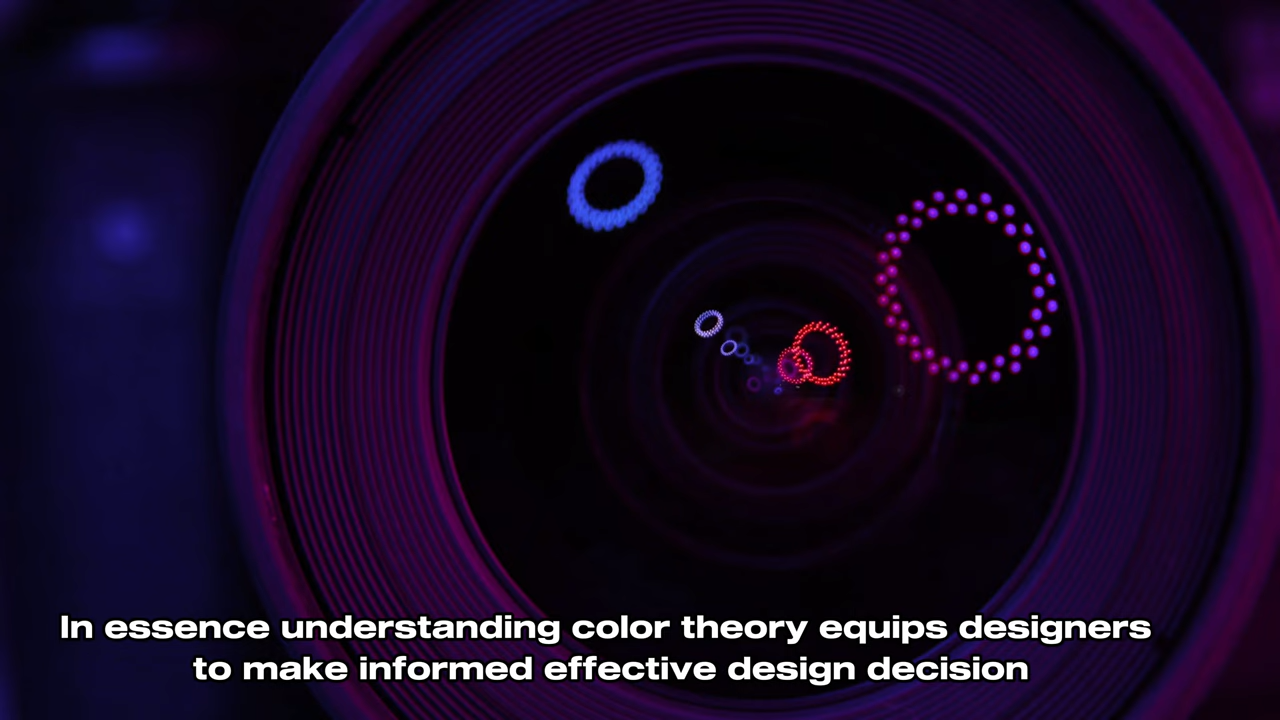 In essence understanding color theory equips designers
to make informed effective design decision